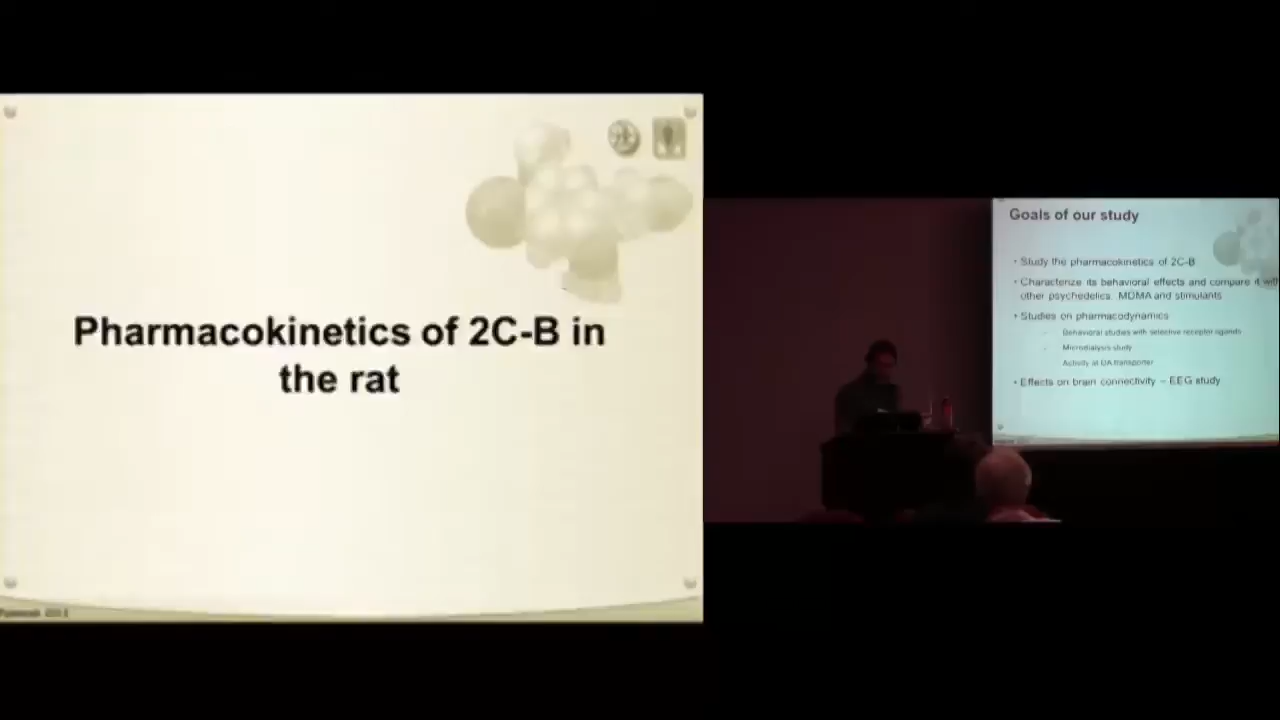 Pharmacokinetics of 2C-B in
the rat
Goals of our study
• Study the pharmacokinetics of 2C-B
• Characterize its behavioral effects and compare it with
other psychedelics, MDMA and stimulants
• Studies on pharmacodynamics
- Behavioral studies with selective receptor ligands
- Microdialysis study
Activity at DA transporter
• Effects on brain connectivity – EEG study